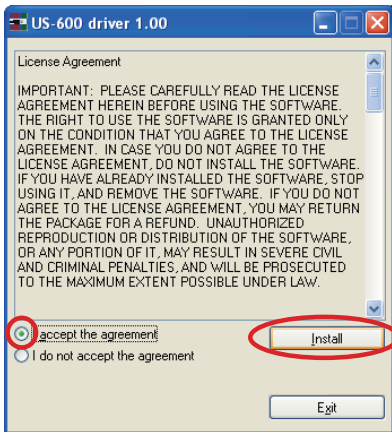 US-600 driver 1.00
License Agreement
IMPORTANT:  PLEASE CAREFULLY READ THE LICENSE
AGREEMENT HEREIN BEFORE USING THE SOFTWARE.
THE RIGHT TO USE THE SOFTWARE IS GRANTED ONLY
ON THE CONDITION THAT YOU AGREE TO THE LICENSE
AGREEMENT.  IN CASE YOU DO NOT AGREE TO THE
LICENSE AGREEMENT, DO NOT INSTALL THE SOFTWARE.
IF YOU HAVE ALREADY INSTALLED THE SOFTWARE, STOP
USING IT, AND REMOVE THE SOFTWARE.  IF YOU DO NOT
AGREE TO THE LICENSE AGREEMENT, YOU MAY RETURN
THE PACKAGE FOR A REFUND.  UNAUTHORIZED
REPRODUCTION OR DISTRIBUTION OF THE SOFTWARE,
OR ANY PORTION OF IT, MAY RESULT IN SEVERE CIVIL
AND CRIMINAL PENALTIES, AND WILL BE PROSECUTED
TO THE MAXIMUM EXTENT POSSIBLE UNDER LAW.
I accept the agreement
Install
I do not accept the agreement
Exit